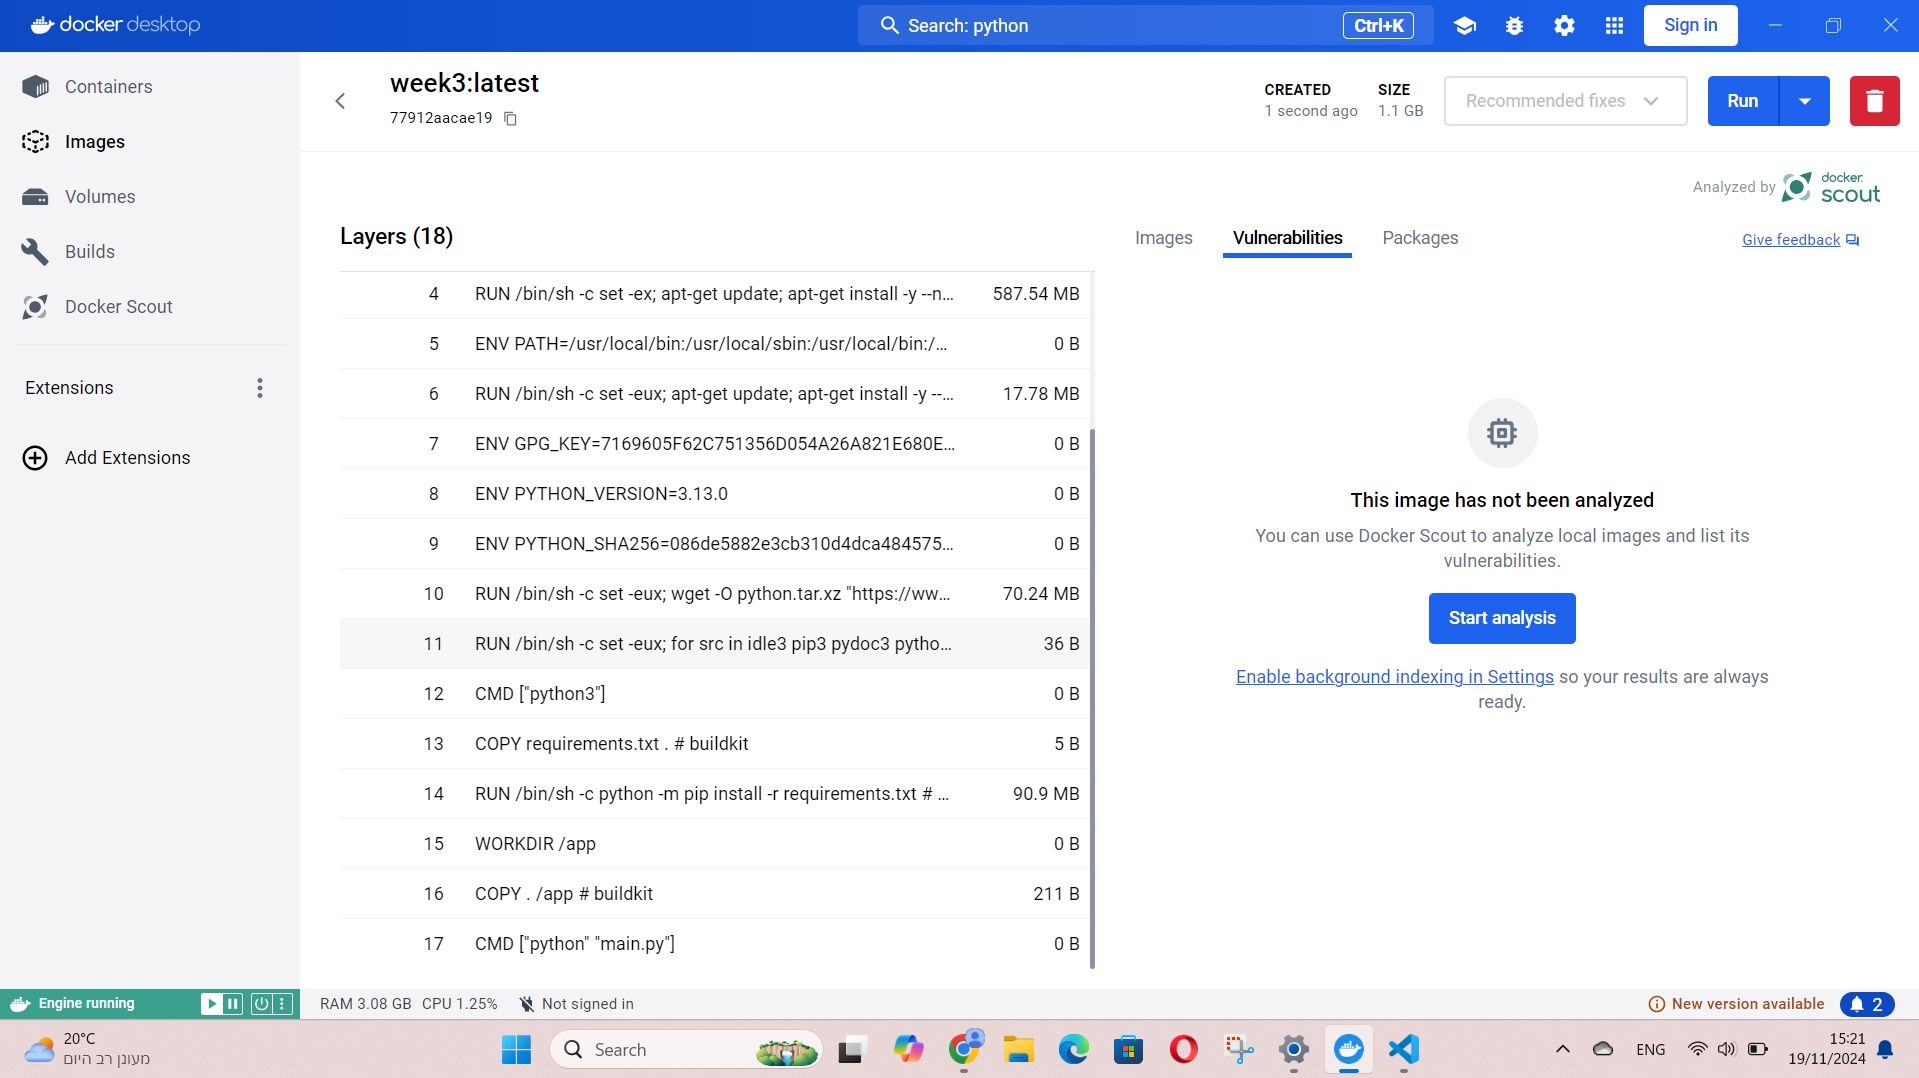 docker desktop
Search: python
Ctrl+K
Sign in
Containers
Images
Volumes
Builds
Docker Scout
Extensions
Add Extensions
week3:latest
77912aacae19
CREATED
1 second ago
SIZE
1.1 GB
Recommended fixes
Run
Analyzed by docker scout
Layers (18)
Images
Vulnerabilities
Packages
Give feedback
4 RUN /bin/sh -c set -ex; apt-get update; apt-get install -y --n... 587.54 MB
5 ENV PATH=/usr/local/bin:/usr/local/sbin:/usr/local/bin:/... 0 B
6 RUN /bin/sh -c set -eux; apt-get update; apt-get install -y --... 17.78 MB
7 ENV GPG_KEY=7169605F62C751356D054A26A821E680E... 0 B
8 ENV PYTHON_VERSION=3.13.0 0 B
9 ENV PYTHON_SHA256=086de5882e3cb310d4dca484575... 0 B
10 RUN /bin/sh -c set -eux; wget -O python.tar.xz "https://ww... 70.24 MB
11 RUN /bin/sh -c set -eux; for src in idle3 pip3 pydoc3 pytho... 36 B
12 CMD ["python3"] 0 B
13 COPY requirements.txt . # buildkit 5 B
14 RUN /bin/sh -c python -m pip install -r requirements.txt # ... 90.9 MB
15 WORKDIR /app 0 B
16 COPY . /app # buildkit 211 B
17 CMD ["python" "main.py"] 0 B
This image has not been analyzed
You can use Docker Scout to analyze local images and list its
vulnerabilities.
Start analysis
Enable background indexing in Settings so your results are always
ready.
Engine running
RAM 3.08 GB CPU 1.25%
Not signed in
New version available
2
20°C
מעונן רב היום
Search
ENG
15:21
19/11/2024